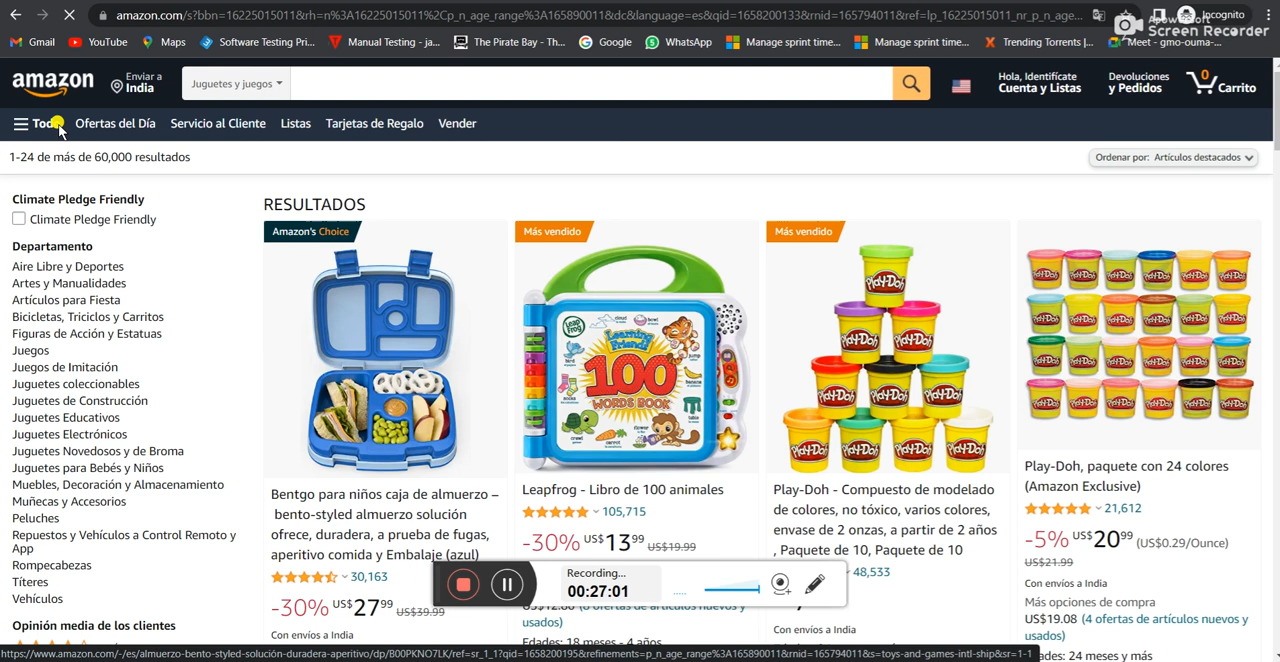 amazon.com/s?bbn=16225015011&rh=n%3A16225015011%2Cp_n_age_range%3A165890011&dc&language=es&qid=1658200133&rnid=165794011&ref=lp_16225015011_nr_p_n_age...
Incognito
Apowersoft
Screen Recorder
Gmail
YouTube
Maps
Software Testing Pri...
Manual Testing - ja...
The Pirate Bay - Th...
Google
WhatsApp
Manage sprint time...
Manage sprint time...
Trending Torrents |...
Meet - gmo-ouma-...
amazon
Enviar a
India
Juguetes y juegos
Hola, Identifícate
Cuenta y Listas
Devoluciones
y Pedidos
0
Carrito
Ofertas del Día
Servicio al Cliente
Listas
Tarjetas de Regalo
Vender
1-24 de más de 60,000 resultados
Ordenar por: Artículos destacados
Climate Pledge Friendly
Climate Pledge Friendly
Departamento
Aire Libre y Deportes
Artes y Manualidades
Artículos para Fiesta
Bicicletas, Triciclos y Carritos
Figuras de Acción y Estatuas
Juegos
Juegos de Imitación
Juguetes coleccionables
Juguetes de Construcción
Juguetes Educativos
Juguetes Electrónicos
Juguetes Novedosos y de Broma
Juguetes para Bebés y Niños
Muebles, Decoración y Almacenamiento
Muñecas y Accesorios
Peluches
Repuestos y Vehículos a Control Remoto y
App
Rompecabezas
Títeres
Vehículos
Opinión media de los clientes
RESULTADOS
Amazon's Choice
Bentgo para niños caja de almuerzo –
bento-styled almuerzo solución
ofrece, duradera, a prueba de fugas,
aperitivo comida y Embalaje (azul)
30,163
-30% US$27.99 US$39.99
Con envíos a India
Más vendido
Leap Frog
Learning Friends
100
WORDS BOOK
Leapfrog - Libro de 100 animales
105,715
-30% US$13.99 US$19.99
usados)
Edades: 18 meses - 4 años
Más vendido
Play-Doh
Play-Doh - Compuesto de modelado
de colores, no tóxico, varios colores,
envase de 2 onzas, a partir de 2 años
, Paquete de 10, Paquete de 10
48,533
Con envíos a India
Play-Doh
Play-Doh, paquete con 24 colores
(Amazon Exclusive)
21,612
-5% US$20.99 (US$0.29/Ounce)
US$21.99
Con envíos a India
Más opciones de compra
US$19.08 (4 ofertas de artículos nuevos y
usados)
Edades: 24 meses y más
Recording...
00:27:01
https://www.amazon.com/-/es/almuerzo-bento-styled-solución-duradera-aperitivo/dp/B00PKNO7LK/ref=sr_1_1?qid=1658200195&refinements=p_n_age_range%3A165890011&rnid=165794011&s=toys-and-games-intl-ship&sr=1-1